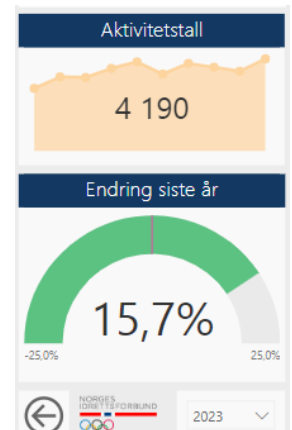 Aktivitetstall
4 190
Endring siste år
15,7%
-25,0%
25,0%
NORGES
IDRETTSFORBUND
2023